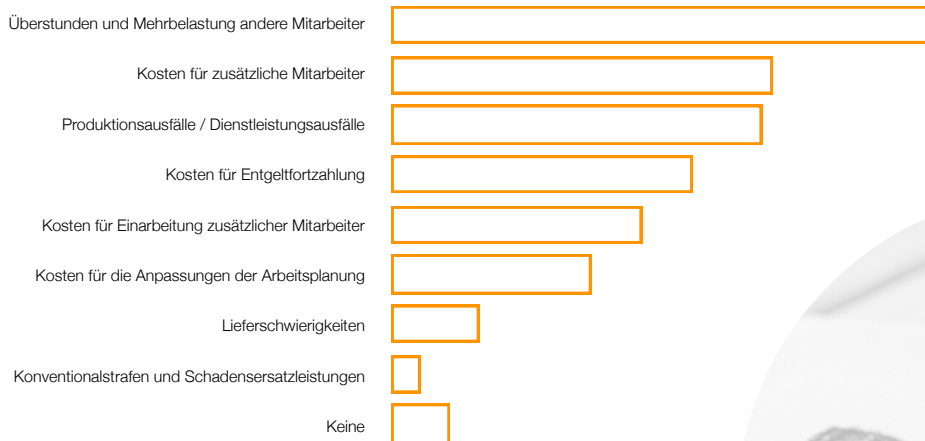 Überstunden und Mehrbelastung andere Mitarbeiter
Kosten für zusätzliche Mitarbeiter
Produktionsausfälle / Dienstleistungsausfälle
Kosten für Entgeltfortzahlung
Kosten für Einarbeitung zusätzlicher Mitarbeiter
Kosten für die Anpassungen der Arbeitsplanung
Lieferschwierigkeiten
Konventionalstrafen und Schadensersatzleistungen
Keine